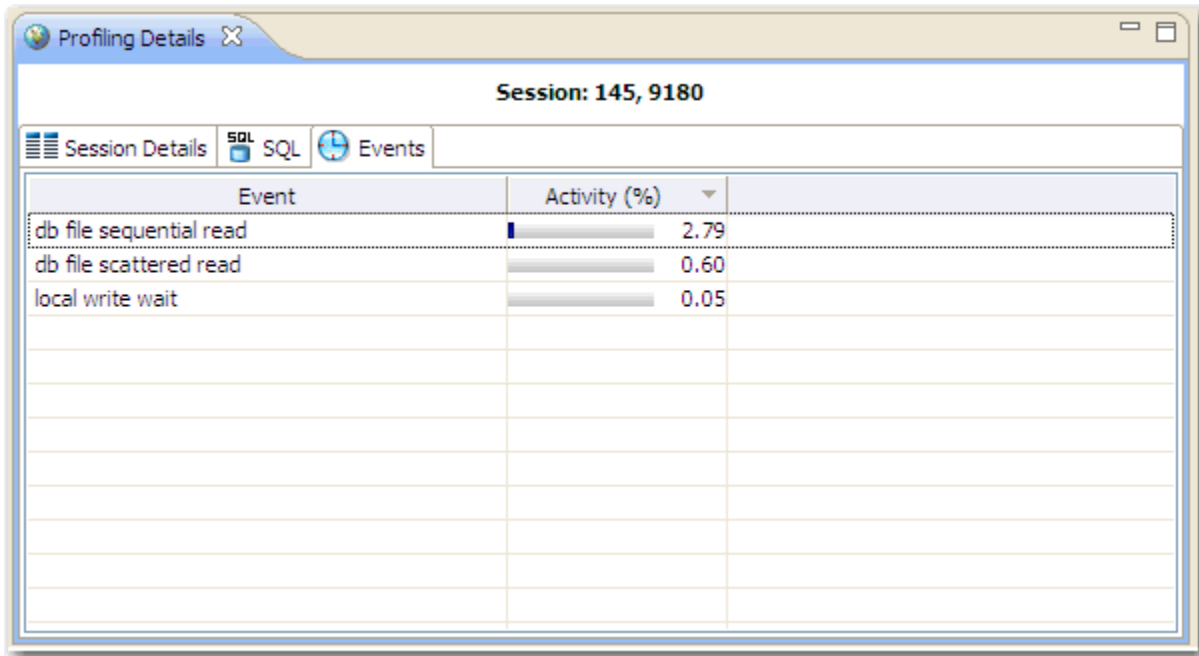 Profiling Details
Session: 145, 9180
Session Details SQL SQL Events
Event Activity (%)
db file sequential read 2.79
db file scattered read 0.60
local write wait 0.05